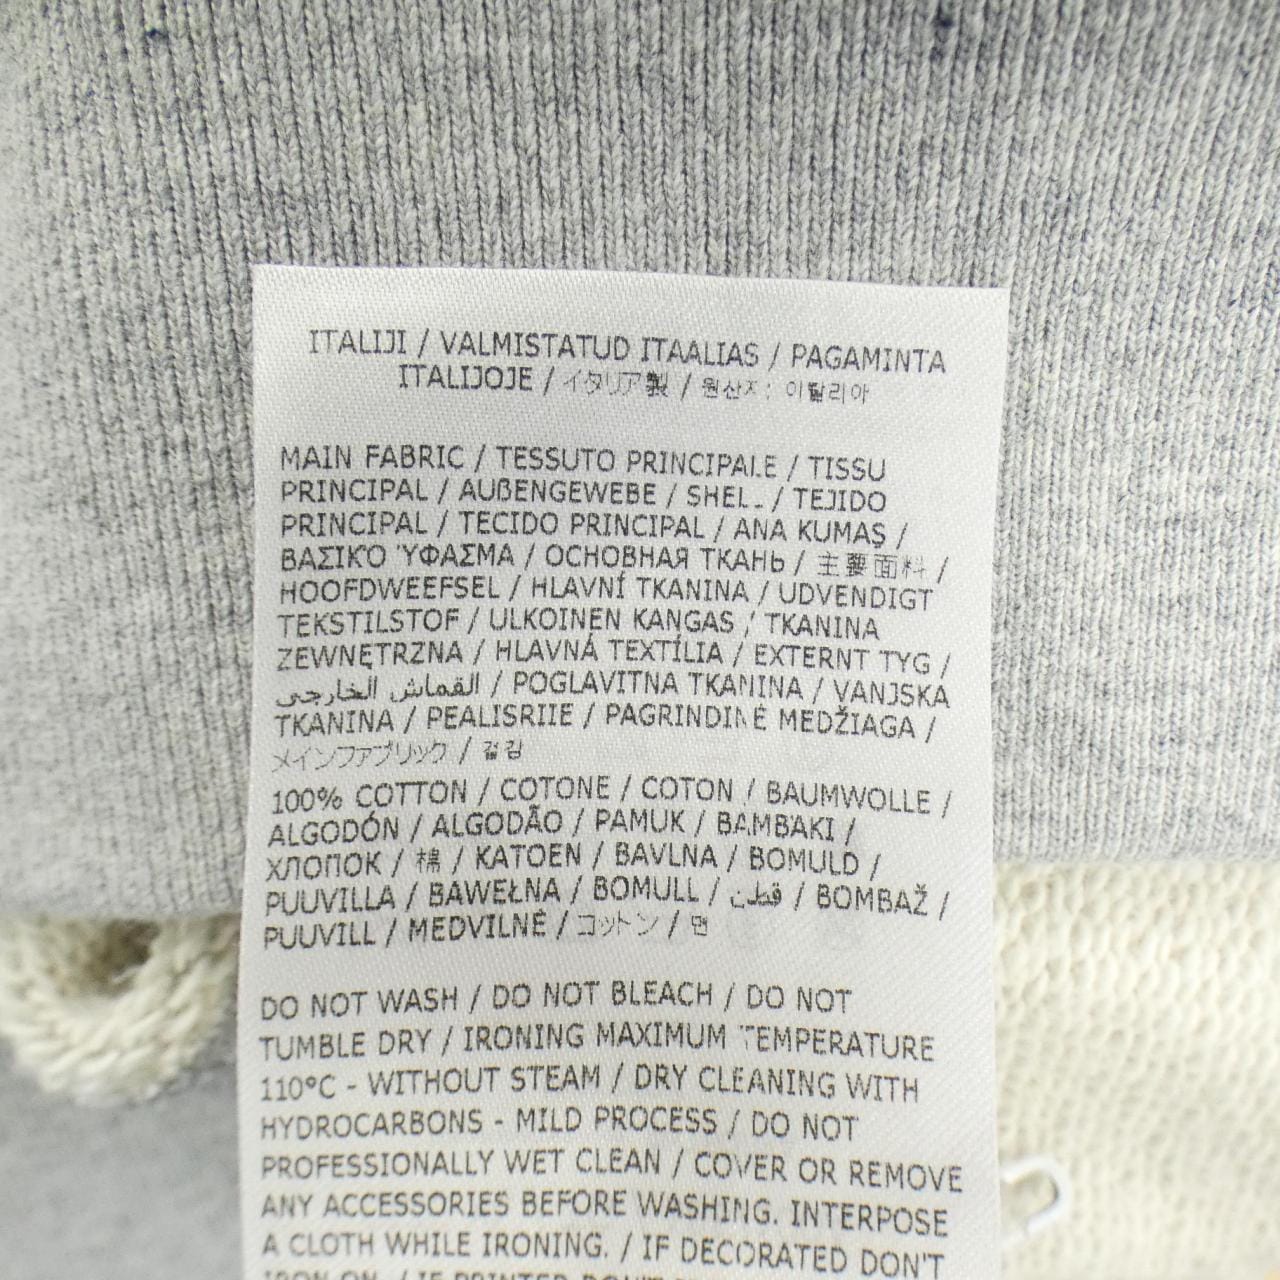 ITALIJI / VALMISTATUD ITAALIAS / PAGAMINTA
ITALIJOJE / イタリア製 / 원산지: 이탈리아
MAIN FABRIC / TESSUTO PRINCIPALE / TISSU
PRINCIPAL / AUßENGEWEBE / SHELL / TEJIDO
PRINCIPAL / TECIDO PRINCIPAL / ANA KUMAŞ /
ΒΑΣΙΚΌ ΎΦΑΣΜΑ / ОСНОВНАЯ ТКАНЬ / 主要面料 /
HOOFDWEEFSEL / HLAVNÍ TKANINA / UDVENDIGT
TEKSTILSTOF / ULKOINEN KANGAS / TKANINA
ZEWNĘTRZNA / HLAVNÁ TEXTÍLIA / EXTERNT TYG /
القماش الخارجي / POGLAVITNA TKANINA / VANJSKA
TKANINA / PEALISRIIE / PAGRINDINĖ MEDŽIAGA /
メインファブリック / 겉감
100% COTTON / COTONE / COTON / BAUMWOLLE /
ALGODÓN / ALGODÃO / PAMUK / ΒΑΜΒΆΚΙ /
ХЛОПОК / 棉 / KATOEN / BAVLNA / BOMULD /
PUUVILLA / BAWEŁNA / BOMULL / قطن / BOMBAŽ /
PUUVILL / MEDVILNĖ / コットン / 면
DO NOT WASH / DO NOT BLEACH / DO NOT
TUMBLE DRY / IRONING MAXIMUM TEMPERATURE
110°C - WITHOUT STEAM / DRY CLEANING WITH
HYDROCARBONS - MILD PROCESS / DO NOT
PROFESSIONALLY WET CLEAN / COVER OR REMOVE
ANY ACCESSORIES BEFORE WASHING. INTERPOSE
A CLOTH WHILE IRONING. / IF DECORATED DON'T
IRON ON. / IF PRINTED DON'T